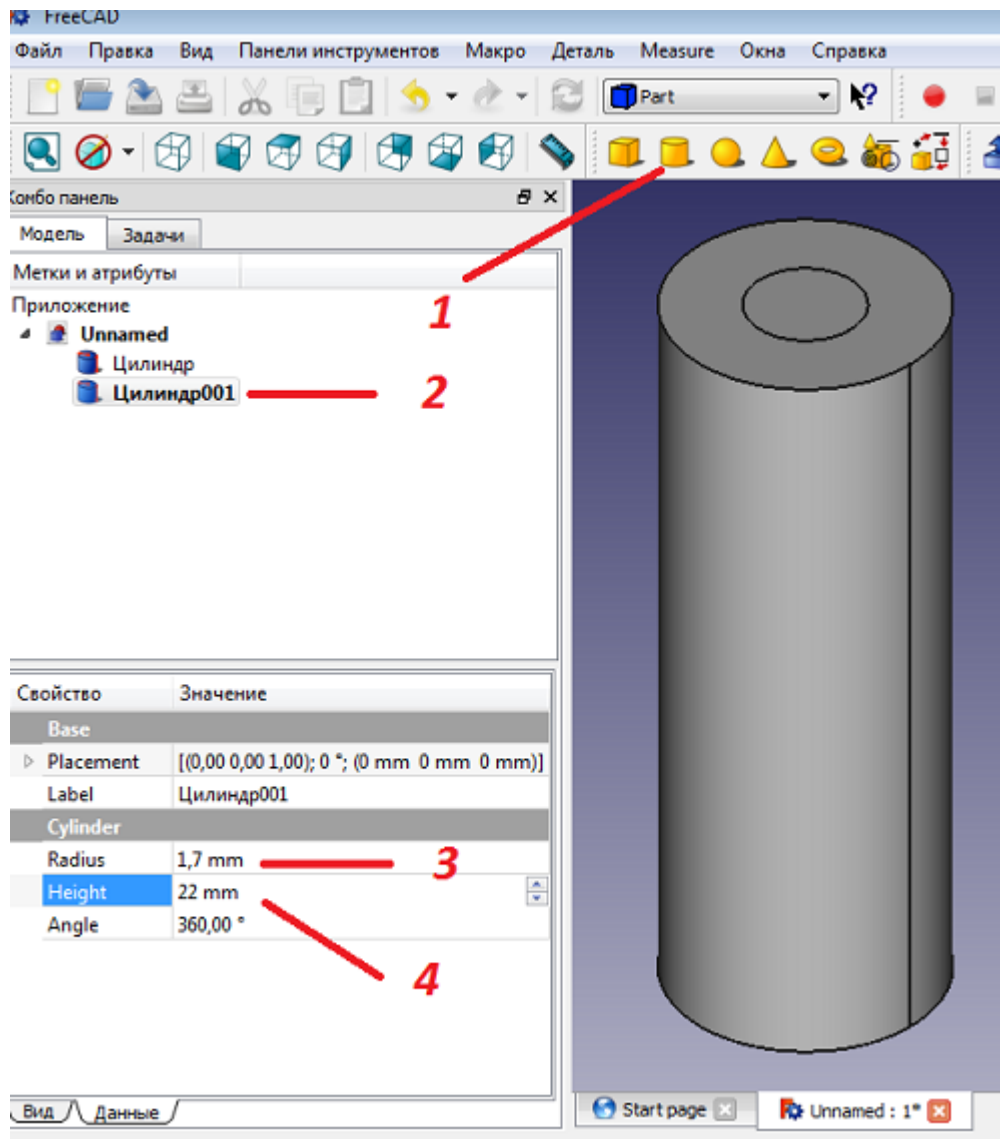 FreeCAD
Файл Правка Вид Панели инструментов Макро Деталь Measure Окна Справка
Part
Комбо панель
Модель Задачи
Метки и атрибуты
Приложение
Unnamed
Цилиндр
Цилиндр001
1
2
Свойство Значение
Base
Placement [(0,00 0,00 1,00); 0 °; (0 mm 0 mm 0 mm)]
Label Цилиндр001
Cylinder
Radius 1,7 mm
3
Height 22 mm
Angle 360,00 °
4
Вид Данные
Start page Unnamed : 1*